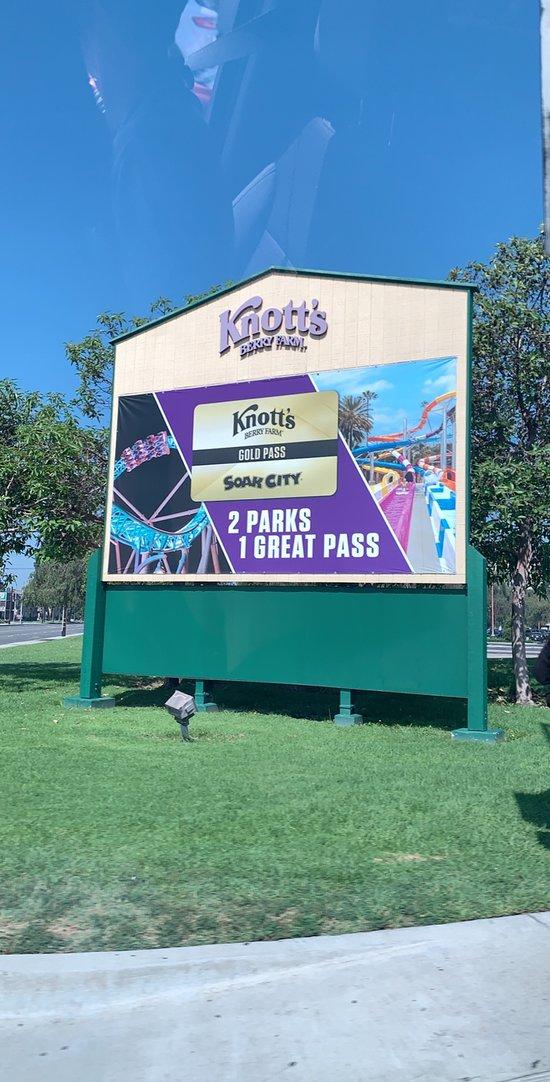 Knott's
BERRY FARM.
Knott's
BERRY FARM
GOLD PASS
SOAK CITY
2 PARKS
1 GREAT PASS